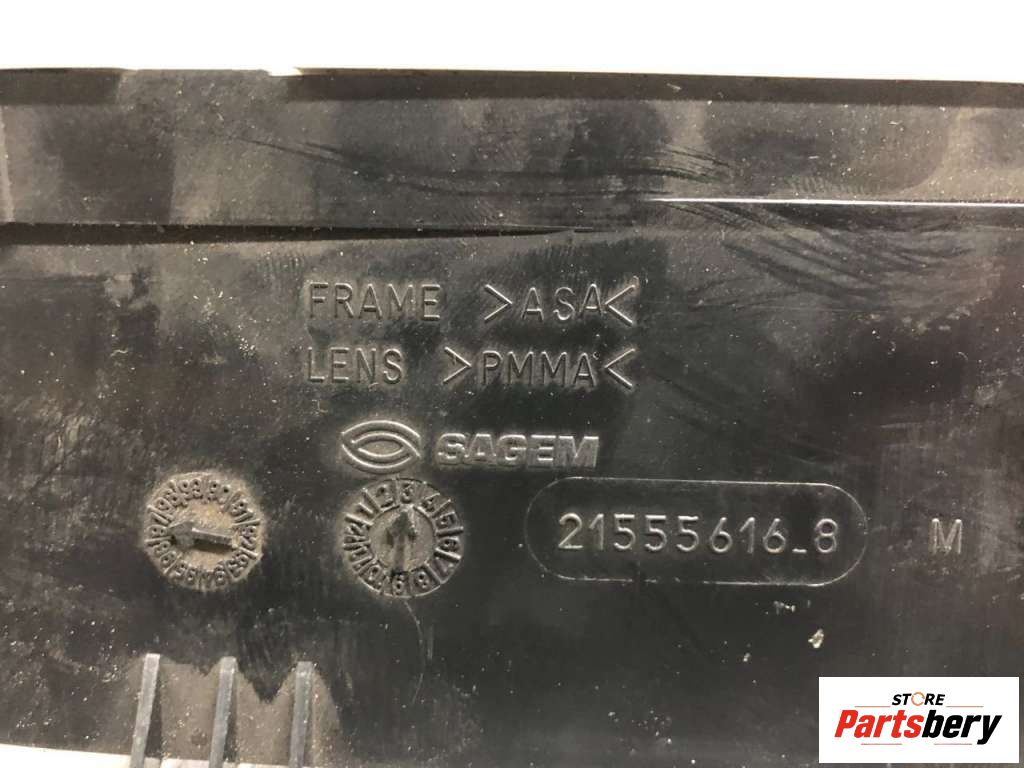 FRAME >ASA<
LENS >PMMA<
SAGEM
21555616_8 M
STORE
Partsbery